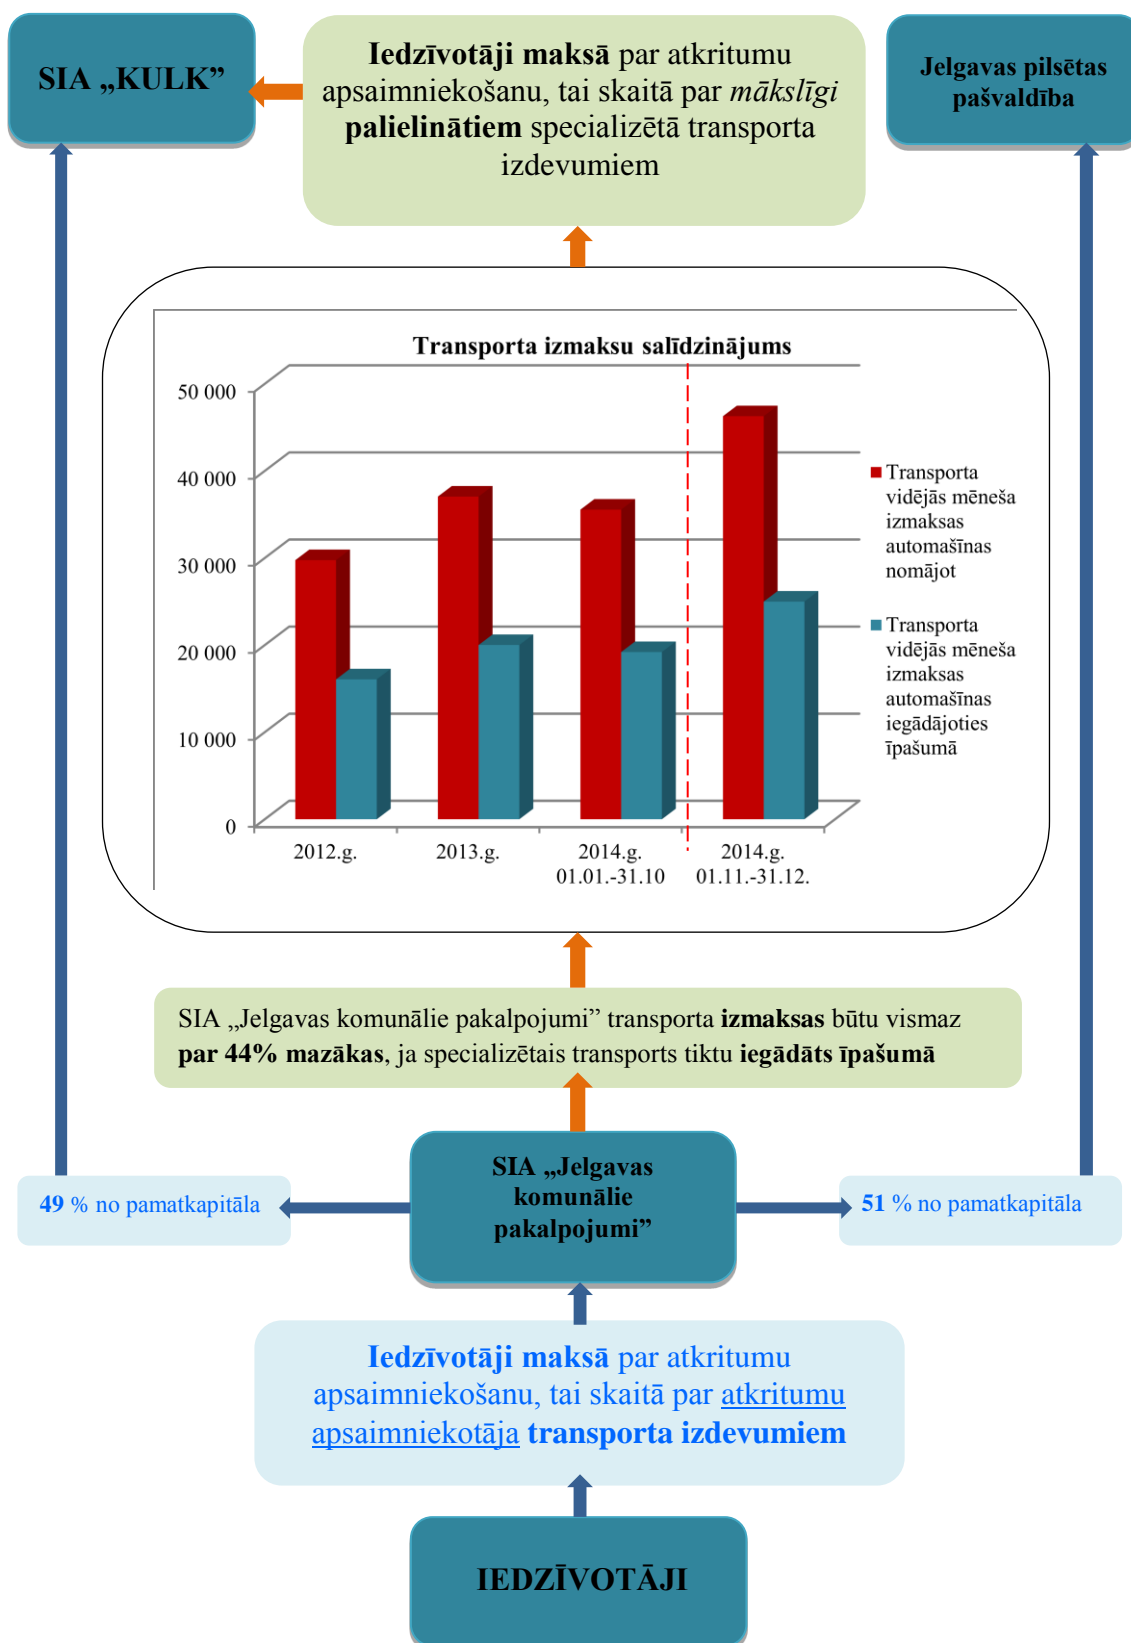 SIA „KULK”
Iedzīvotāji maksā par atkritumu
apsaimniekošanu, tai skaitā par mākslīgi
palielinātiem specializētā transporta
izdevumiem
Jelgavas pilsētas
pašvaldība
Transporta izmaksu salīdzinājums
50 000
40 000
30 000
20 000
10 000
0
2012.g.
2013.g.
2014.g.
01.01.-31.10
2014.g.
01.11.-31.12.
Transporta
vidējās mēneša
izmaksas
automašīnas
nomājot
Transporta
vidējās mēneša
izmaksas
automašīnas
iegādājoties
īpašumā
SIA „Jelgavas komunālie pakalpojumi” transporta izmaksas būtu vismaz
par 44% mazākas, ja specializētais transports tiktu iegādāts īpašumā
49 % no pamatkapitāla
SIA „Jelgavas
komunālie
pakalpojumi”
51 % no pamatkapitāla
Iedzīvotāji maksā par atkritumu
apsaimniekošanu, tai skaitā par atkritumu
apsaimniekotāja transporta izdevumiem
IEDZĪVOTĀJI